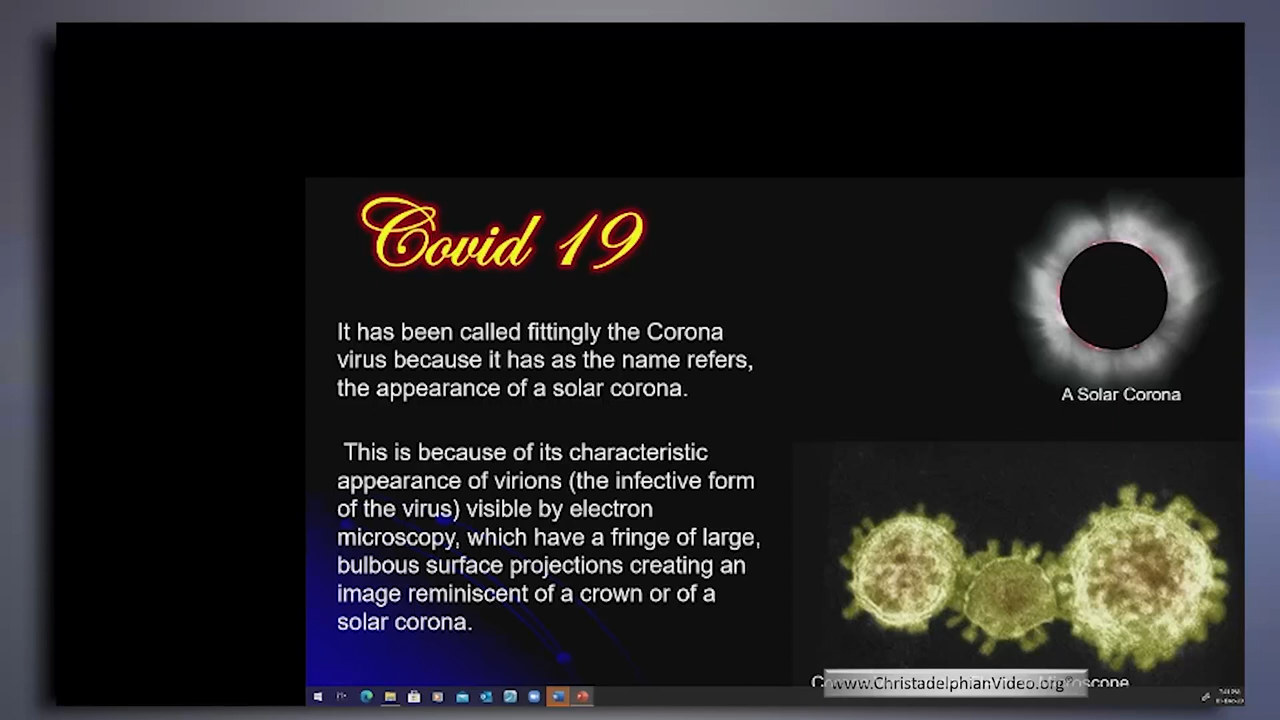 Covid 19
It has been called fittingly the Corona
virus because it has as the name refers,
the appearance of a solar corona.
A Solar Corona
This is because of its characteristic
appearance of virions (the infective form
of the virus) visible by electron
microscopy, which have a fringe of large,
bulbous surface projections creating an
image reminiscent of a crown or of a
solar corona.
www.ChristadelphianVideo.org